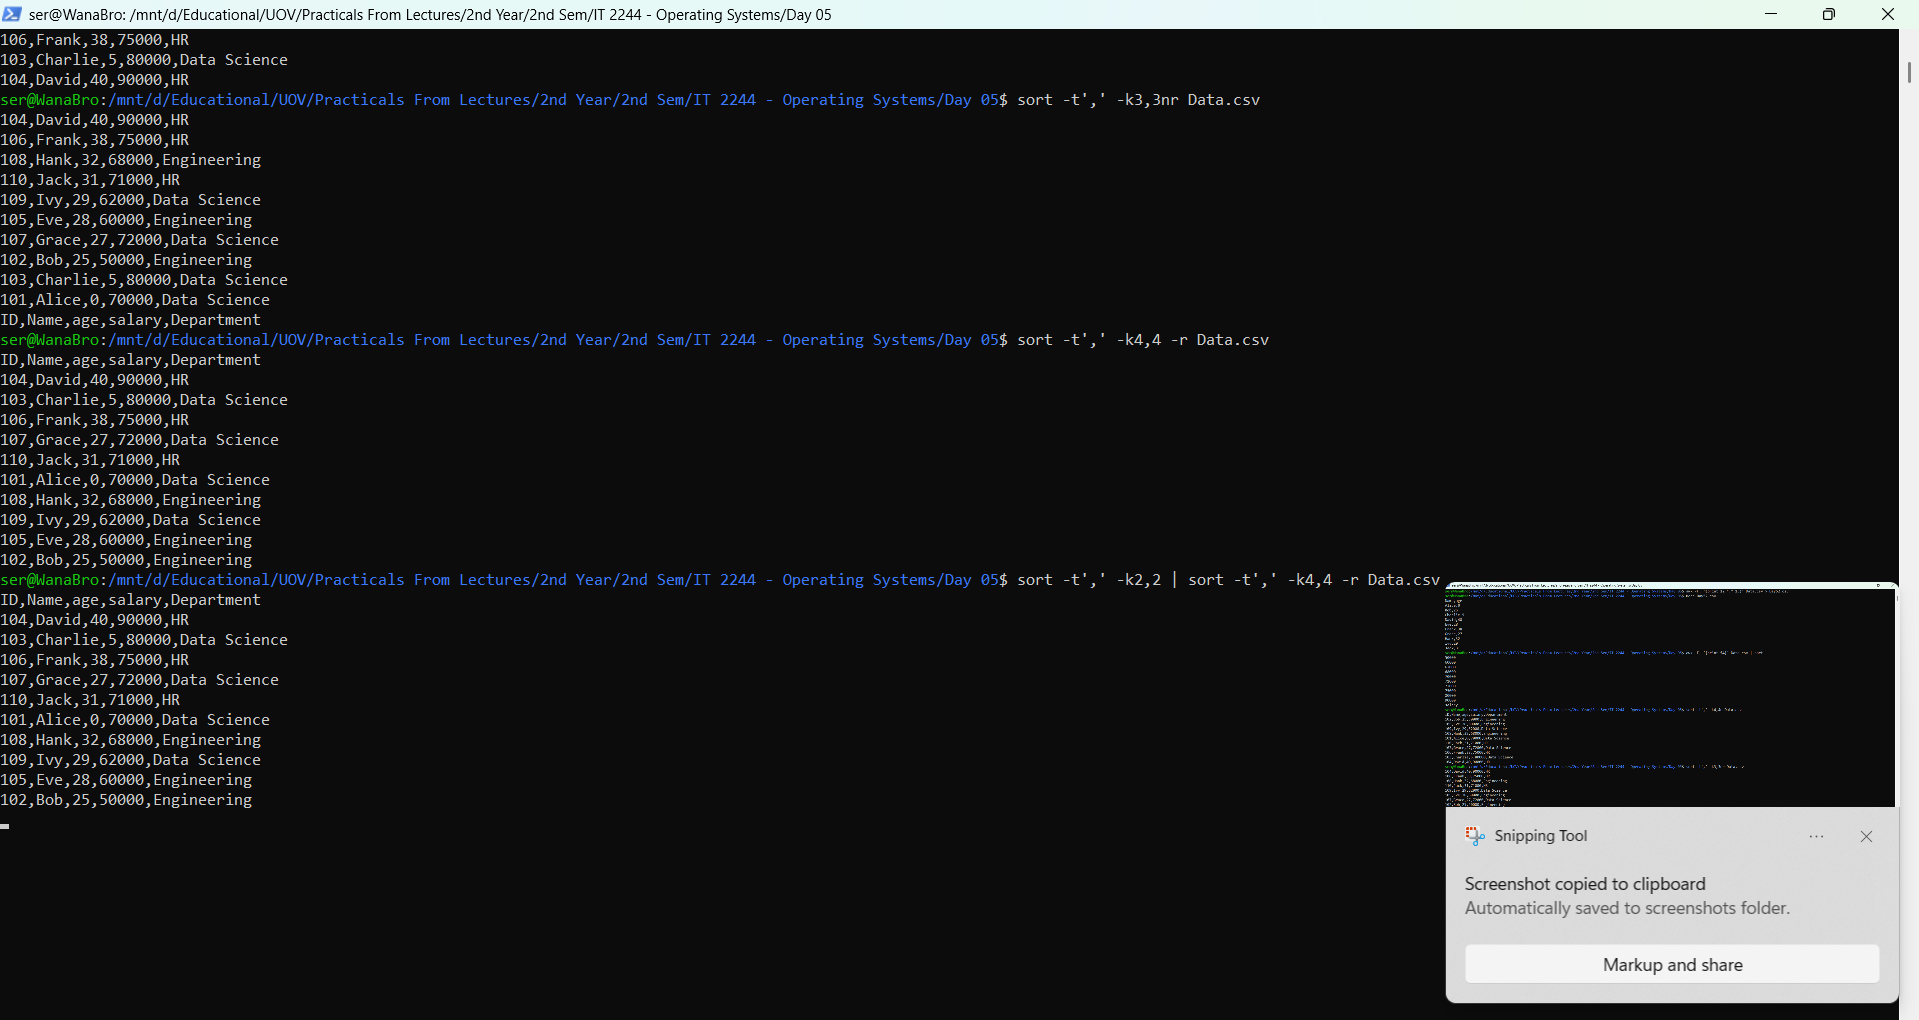 ser@WanaBro: /mnt/d/Educational/UOV/Practicals From Lectures/2nd Year/2nd Sem/IT 2244 - Operating Systems/Day 05
106,Frank,38,75000,HR
103,Charlie,5,80000,Data Science
104,David,40,90000,HR
ser@WanaBro:/mnt/d/Educational/UOV/Practicals From Lectures/2nd Year/2nd Sem/IT 2244 - Operating Systems/Day 05$ sort -t',' -k3,3nr Data.csv
104,David,40,90000,HR
106,Frank,38,75000,HR
108,Hank,32,68000,Engineering
110,Jack,31,71000,HR
109,Ivy,29,62000,Data Science
105,Eve,28,60000,Engineering
107,Grace,27,72000,Data Science
102,Bob,25,50000,Engineering
103,Charlie,5,80000,Data Science
101,Alice,0,70000,Data Science
ID,Name,age,salary,Department
ser@WanaBro:/mnt/d/Educational/UOV/Practicals From Lectures/2nd Year/2nd Sem/IT 2244 - Operating Systems/Day 05$ sort -t',' -k4,4 -r Data.csv
ID,Name,age,salary,Department
104,David,40,90000,HR
103,Charlie,5,80000,Data Science
106,Frank,38,75000,HR
107,Grace,27,72000,Data Science
110,Jack,31,71000,HR
101,Alice,0,70000,Data Science
108,Hank,32,68000,Engineering
109,Ivy,29,62000,Data Science
105,Eve,28,60000,Engineering
102,Bob,25,50000,Engineering
ser@WanaBro:/mnt/d/Educational/UOV/Practicals From Lectures/2nd Year/2nd Sem/IT 2244 - Operating Systems/Day 05$ sort -t',' -k2,2 | sort -t',' -k4,4 -r Data.csv
ID,Name,age,salary,Department
104,David,40,90000,HR
103,Charlie,5,80000,Data Science
106,Frank,38,75000,HR
107,Grace,27,72000,Data Science
110,Jack,31,71000,HR
101,Alice,0,70000,Data Science
108,Hank,32,68000,Engineering
109,Ivy,29,62000,Data Science
105,Eve,28,60000,Engineering
102,Bob,25,50000,Engineering
Snipping Tool
Screenshot copied to clipboard
Automatically saved to screenshots folder.
Markup and share